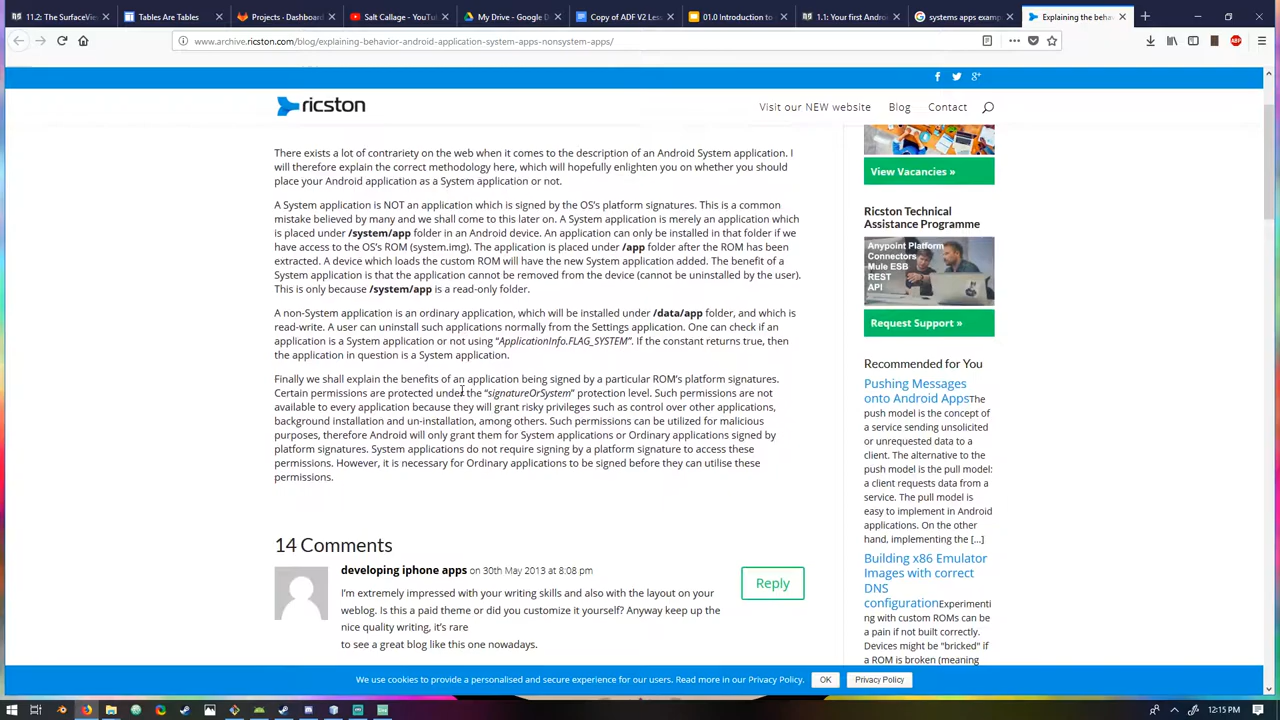 11.2: The SurfaceView
Tables Are Tables
Projects - Dashboard
Salt Callage - YouTu
My Drive - Google D
Copy of ADF V2 Less
01.0 Introduction to
1.1: Your first Andro
systems apps examp
Explaining the beha
www.archive.ricston.com/blog/explaining-behavior-android-application-system-apps-nonsystem-apps/
ABP
ricston
Visit our NEW website
Blog
Contact
There exists a lot of contrariety on the web when it comes to the description of an Android System application. I
will therefore explain the correct methodology here, which will hopefully enlighten you on whether you should
place your Android application as a System application or not.
A System application is NOT an application which is signed by the OS's platform signatures. This is a common
mistake believed by many and we shall come to this later on. A System application is merely an application which
is placed under /system/app folder in an Android device. An application can only be installed in that folder if we
have access to the OS's ROM (system.img). The application is placed under /app folder after the ROM has been
extracted. A device which loads the custom ROM will have the new System application added. The benefit of a
System application is that the application cannot be removed from the device (cannot be uninstalled by the user).
This is only because /system/app is a read-only folder.
A non-System application is an ordinary application, which will be installed under /data/app folder, and which is
read-write. A user can uninstall such applications normally from the Settings application. One can check if an
application is a System application or not using “ApplicationInfo.FLAG_SYSTEM”. If the constant returns true, then
the application in question is a System application.
Finally we shall explain the benefits of an application being signed by a particular ROM's platform signatures.
Certain permissions are protected under the “signatureOrSystem” protection level. Such permissions are not
available to every application because they will grant risky privileges such as control over other applications,
background installation and un-installation, among others. Such permissions can be utilized for malicious
purposes, therefore Android will only grant them for System applications or Ordinary applications signed by
platform signatures. System applications do not require signing by a platform signature to access these
permissions. However, it is necessary for Ordinary applications to be signed before they can utilise these
permissions.
14 Comments
developing iphone apps on 30th May 2013 at 8:08 pm
Reply
I'm extremely impressed with your writing skills and also with the layout on your
weblog. Is this a paid theme or did you customize it yourself? Anyway keep up the
nice quality writing, it's rare
to see a great blog like this one nowadays.
View Vacancies »
Ricston Technical
Assistance Programme
Anypoint Platform
Connectors
Mule ESB
REST
API
Request Support »
Recommended for You
Pushing Messages
onto Android AppsThe
push model is the concept of
a service sending unsolicited
or unrequested data to a
client. The alternative to the
push model is the pull model:
a client requests data from a
service. The pull model is
easy to implement in Android
applications. On the other
hand, implementing the [...]
Building x86 Emulator
Images with correct
DNS
configurationExperimenti
ng with custom ROMs can be
a pain if not built correctly.
Devices might be "bricked" if
a ROM is broken (meaning
We use cookies to provide a personalised and secure experience for our users. Read more in our Privacy Policy.
OK
Privacy Policy
12:15 PM